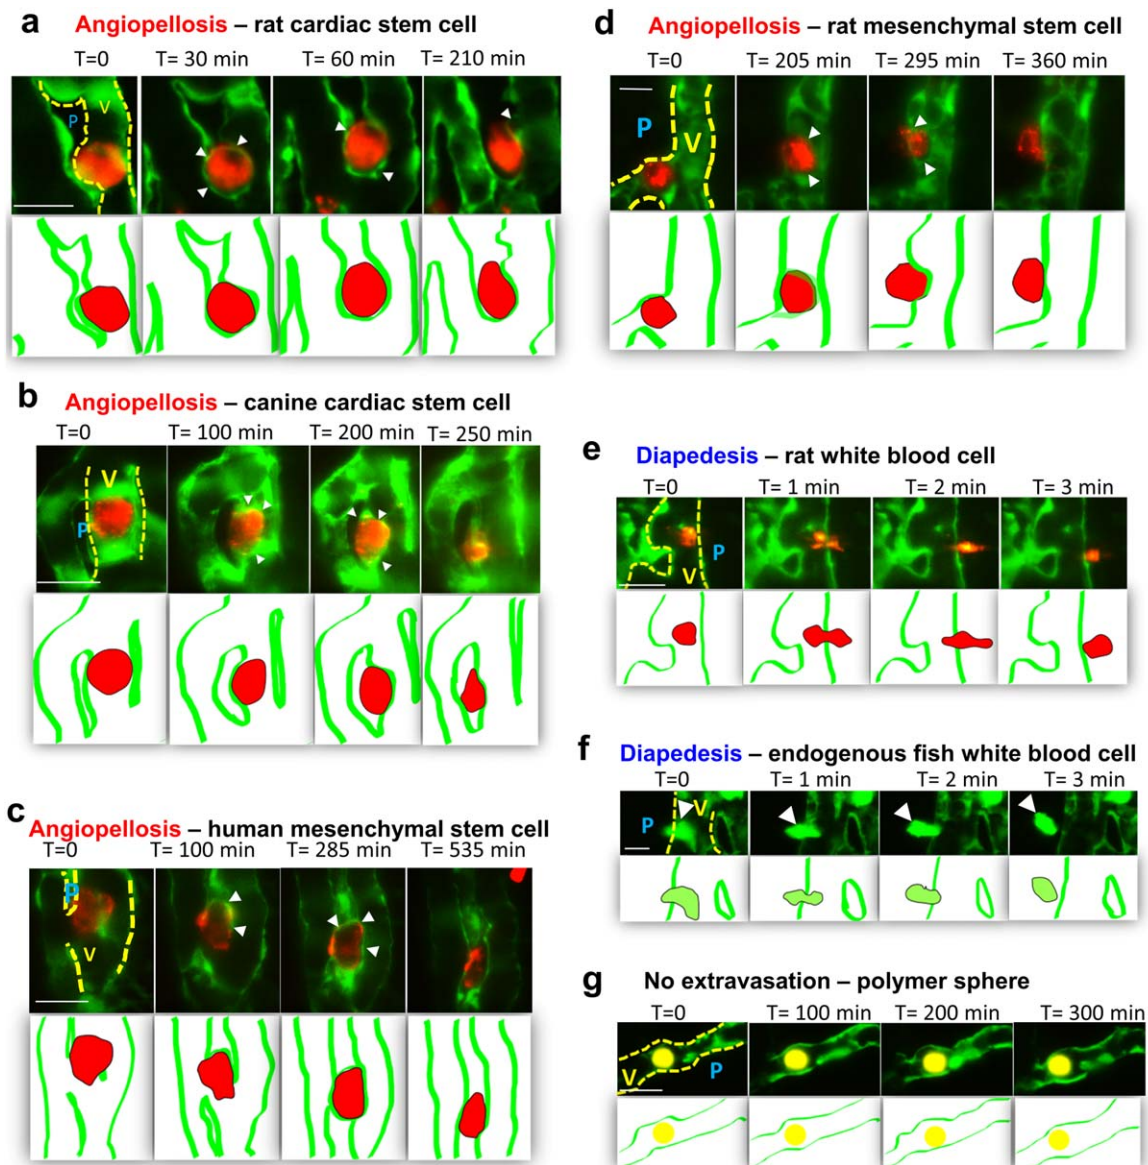 a
Angiopellosis – rat cardiac stem cell
T=0 T= 30 min T= 60 min T= 210 min
V
P
b
Angiopellosis – canine cardiac stem cell
T=0 T= 100 min T= 200 min T= 250 min
V
P
c
Angiopellosis – human mesenchymal stem cell
T=0 T= 100 min T= 285 min T= 535 min
P
V
d
Angiopellosis – rat mesenchymal stem cell
T=0 T= 205 min T= 295 min T= 360 min
P V
e
Diapedesis – rat white blood cell
T=0 T= 1 min T= 2 min T= 3 min
P
V
f
Diapedesis – endogenous fish white blood cell
T=0 T= 1 min T= 2 min T= 3 min
V
P
g
No extravasation – polymer sphere
T=0 T= 100 min T= 200 min T= 300 min
V P